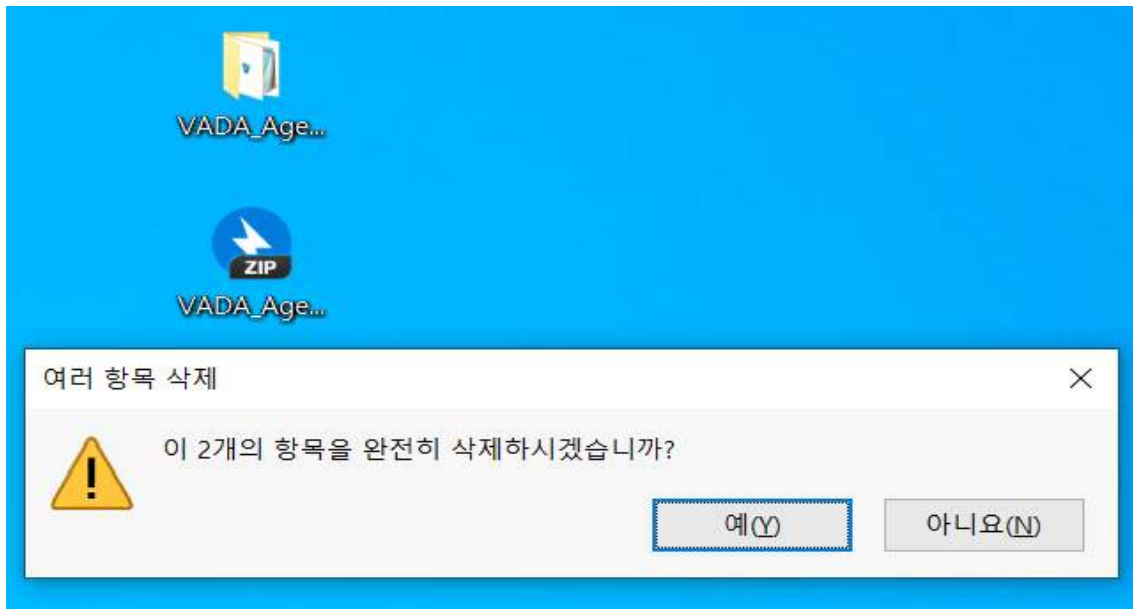 VADA_Age...
ZIP
VADA_Age...
여러 항목 삭제
이 2개의 항목을 완전히 삭제하시겠습니까?
예(Y)
아니요(N)